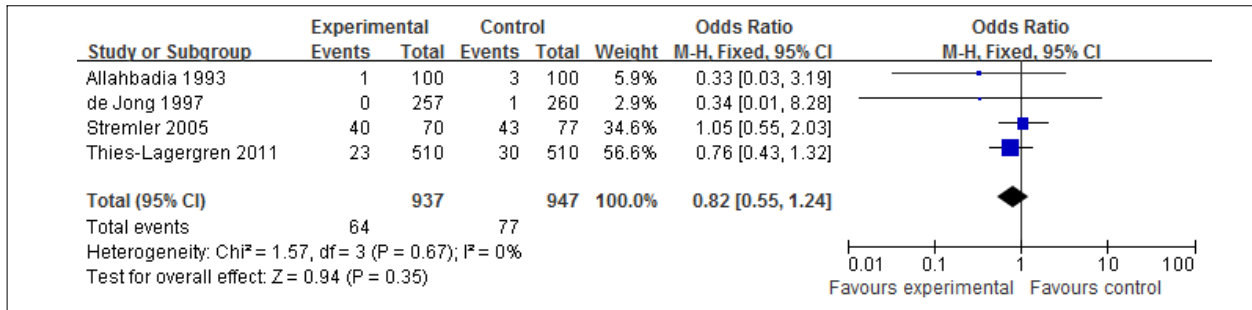 Experimental Control Odds Ratio Odds Ratio
Study or Subgroup Events Total Events Total Weight M-H, Fixed, 95% CI M-H, Fixed, 95% CI
Allahbadia 1993 1 100 3 100 5.9% 0.33 [0.03, 3.19]
de Jong 1997 0 257 1 260 2.9% 0.34 [0.01, 8.28]
Stremler 2005 40 70 43 77 34.6% 1.05 [0.55, 2.03]
Thies-Lagergren 2011 23 510 30 510 56.6% 0.76 [0.43, 1.32]
Total (95% CI) 937 947 100.0% 0.82 [0.55, 1.24]
Total events 64 77
Heterogeneity: Chi² = 1.57, df = 3 (P = 0.67); I² = 0%
Test for overall effect: Z = 0.94 (P = 0.35)
0.01 0.1 1 10 100
Favours experimental Favours control